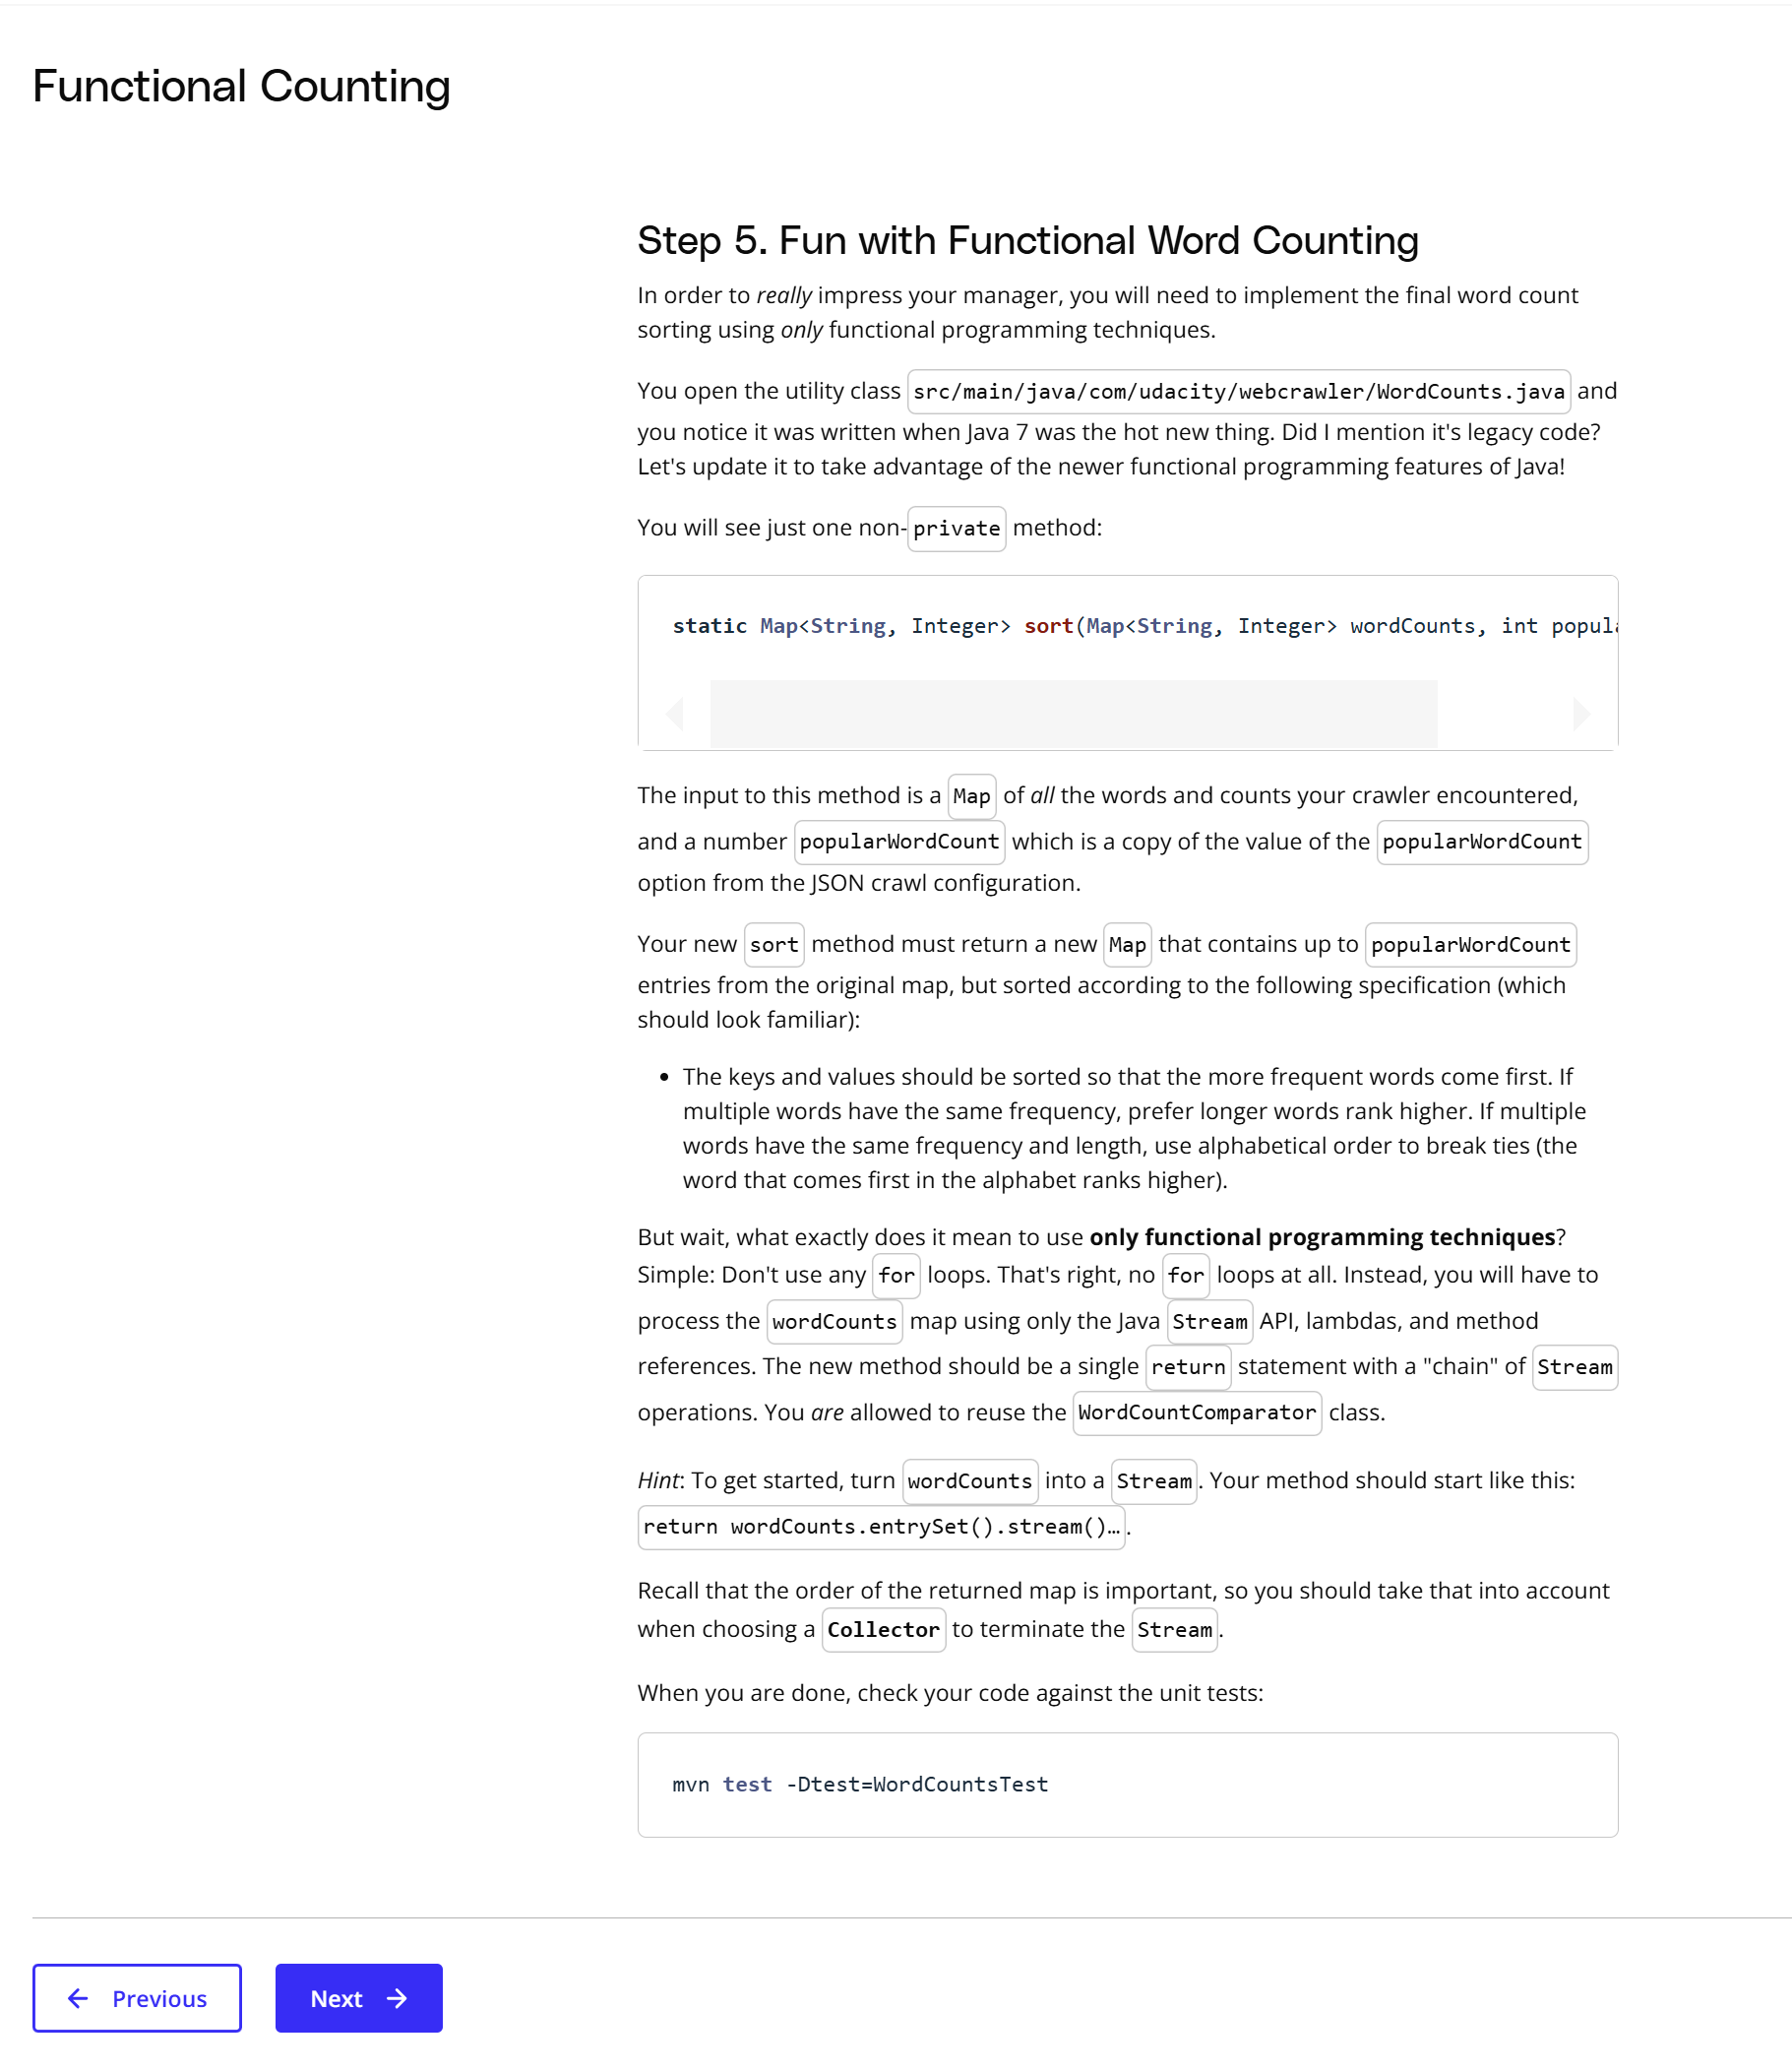 Functional Counting
Step 5. Fun with Functional Word Counting
In order to really impress your manager, you will need to implement the final word count
sorting using only functional programming techniques.
You open the utility class src/main/java/com/udacity/webcrawler/WordCounts.java and
you notice it was written when Java 7 was the hot new thing. Did I mention it's legacy code?
Let's update it to take advantage of the newer functional programming features of Java!
You will see just one non-private method:
static Map<String, Integer> sort(Map<String, Integer> wordCounts, int popul
The input to this method is a Map of all the words and counts your crawler encountered,
and a number popularWordCount which is a copy of the value of the popularWordCount
option from the JSON crawl configuration.
Your new sort method must return a new Map that contains up to popularWordCount
entries from the original map, but sorted according to the following specification (which
should look familiar):
• The keys and values should be sorted so that the more frequent words come first. If
multiple words have the same frequency, prefer longer words rank higher. If multiple
words have the same frequency and length, use alphabetical order to break ties (the
word that comes first in the alphabet ranks higher).
But wait, what exactly does it mean to use only functional programming techniques?
Simple: Don't use any for loops. That's right, no for loops at all. Instead, you will have to
process the wordCounts map using only the Java Stream API, lambdas, and method
references. The new method should be a single return statement with a "chain" of Stream
operations. You are allowed to reuse the WordCountComparator class.
Hint: To get started, turn wordCounts into a Stream. Your method should start like this:
return wordCounts.entrySet().stream()….
Recall that the order of the returned map is important, so you should take that into account
when choosing a Collector to terminate the Stream.
When you are done, check your code against the unit tests:
mvn test -Dtest=WordCountsTest
← Previous
Next →